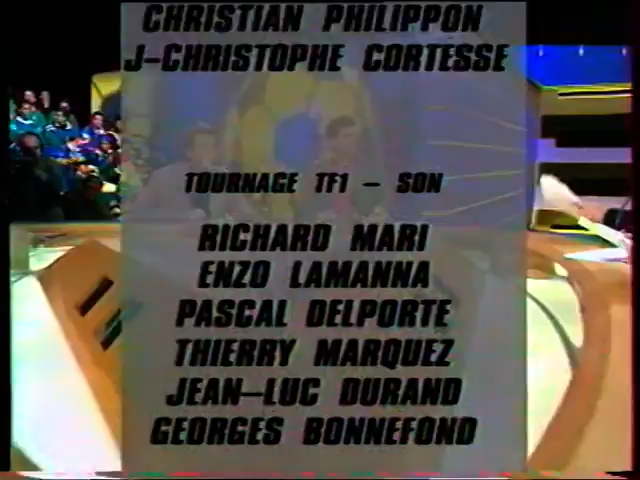 CHRISTIAN PHILIPPON
J-CHRISTOPHE CORTESSE
TOURNAGE TF1 - SON
RICHARD MARI
ENZO LAMANNA
PASCAL DELPORTE
THIERRY MARQUEZ
JEAN-LUC DURAND
GEORGES BONNEFOND